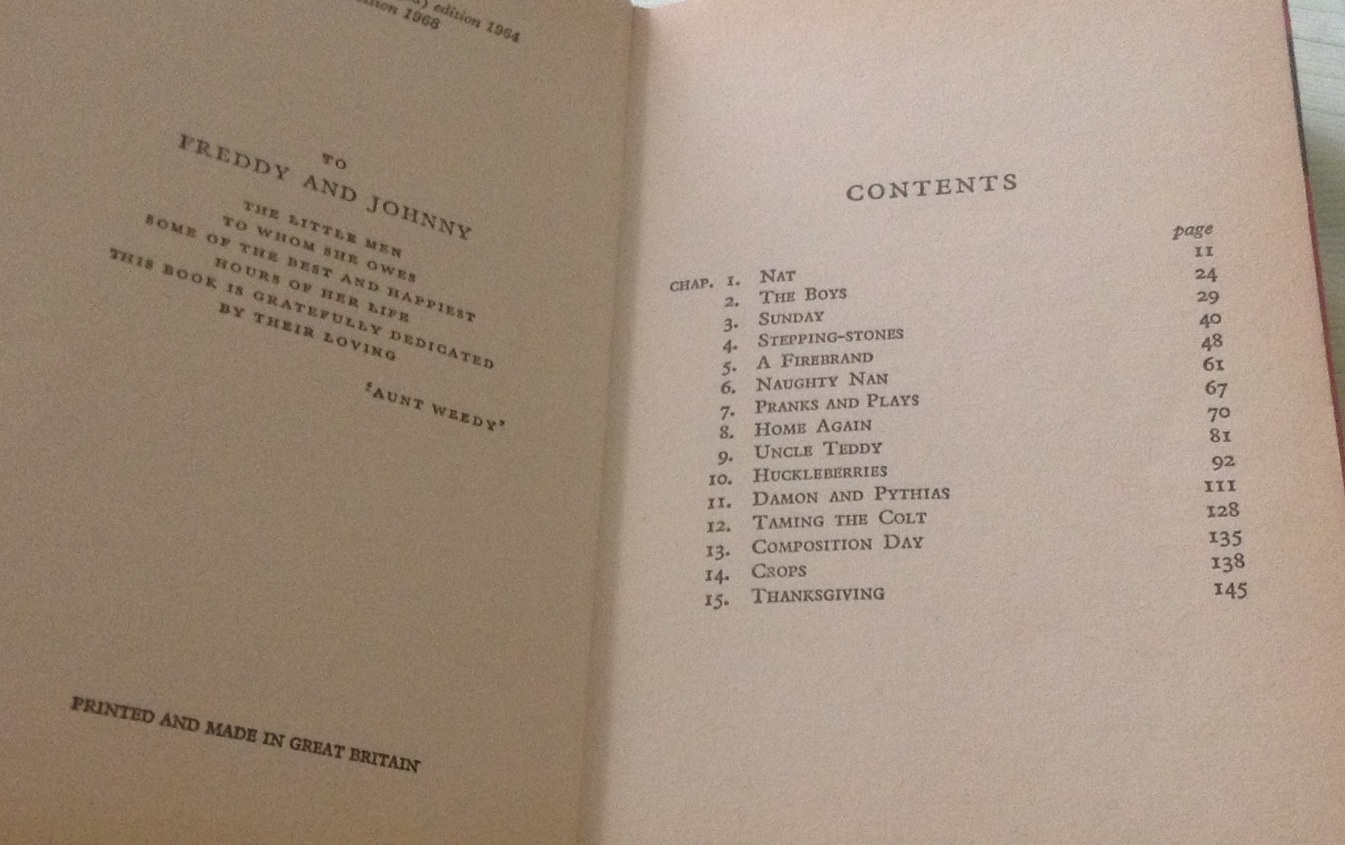 edition 1964
1968
TO
FREDDY AND JOHNNY
THE LITTLE MEN
TO WHOM SHE OWES
SOME OF THE BEST AND HAPPIEST
HOURS OF HER LIFE
THIS BOOK IS GRATEFULLY DEDICATED
BY THEIR LOVING
‘AUNT WEEDY’
PRINTED AND MADE IN GREAT BRITAIN
CONTENTS
page
CHAP. 1. NAT 11
2. THE BOYS 24
3. SUNDAY 29
4. STEPPING-STONES 40
5. A FIREBRAND 48
6. NAUGHTY NAN 61
7. PRANKS AND PLAYS 67
8. HOME AGAIN 70
9. UNCLE TEDDY 81
10. HUCKLEBERRIES 92
11. DAMON AND PYTHIAS 111
12. TAMING THE COLT 128
13. COMPOSITION DAY 135
14. CROPS 138
15. THANKSGIVING 145